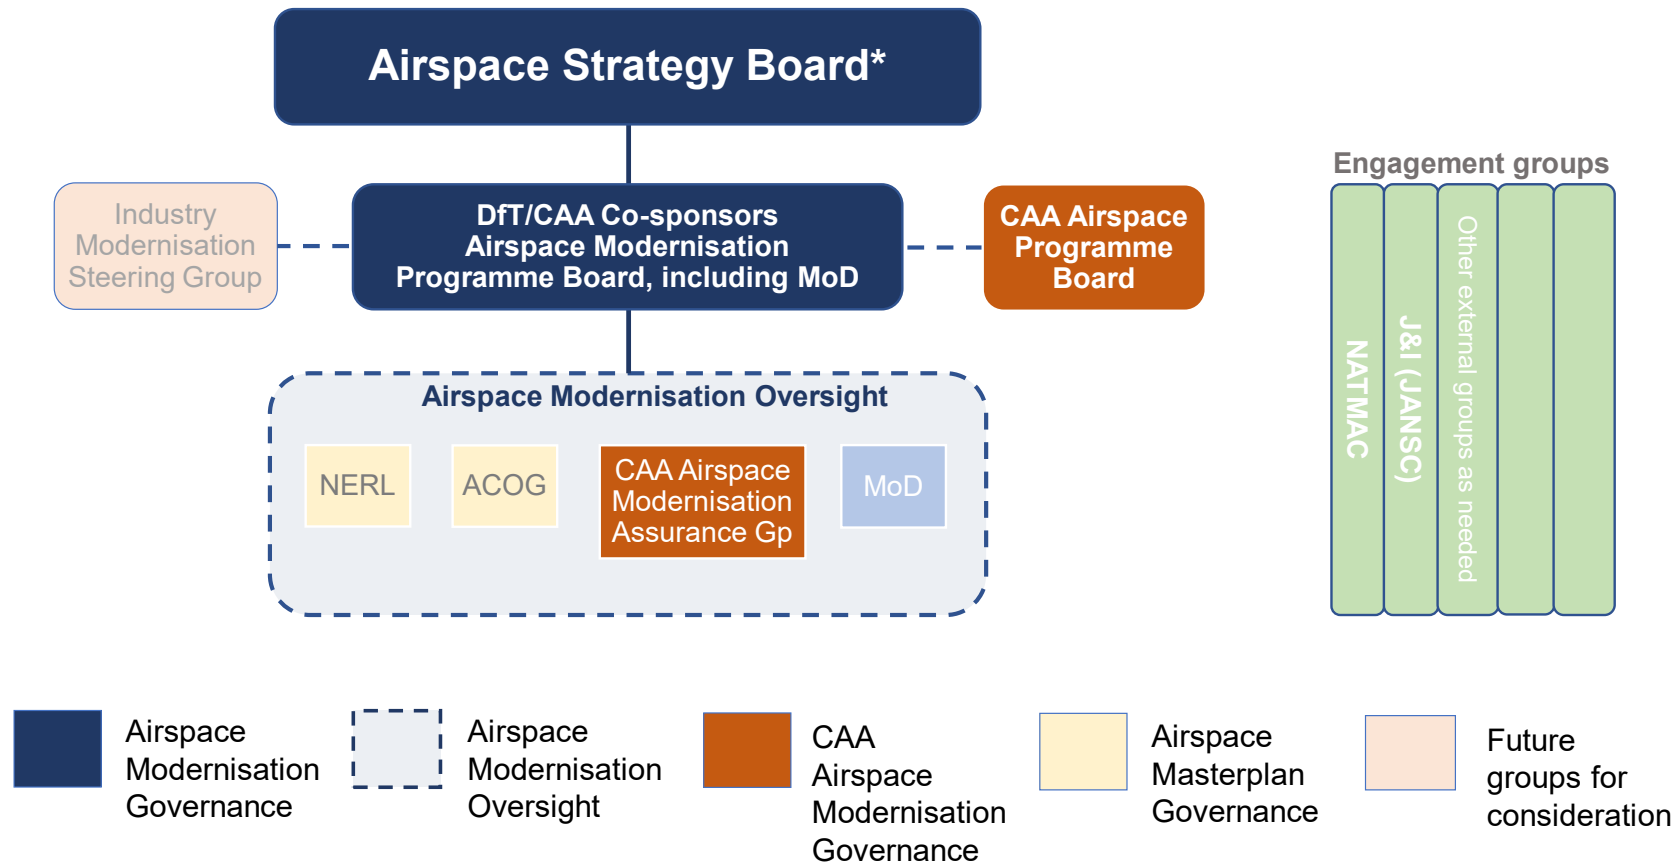 Airspace Strategy Board*
Engagement groups
Industry
Modernisation
Steering Group
DfT/CAA Co-sponsors
Airspace Modernisation
Programme Board, including MoD
CAA Airspace
Programme
Board
NATMAC
J&I (JANSC)
Other external groups as needed
Airspace Modernisation Oversight
NERL
ACOG
CAA Airspace
Modernisation
Assurance Gp
MoD
Airspace
Modernisation
Governance
Airspace
Modernisation
Oversight
CAA
Airspace
Modernisation
Governance
Airspace
Masterplan
Governance
Future
groups for
consideration